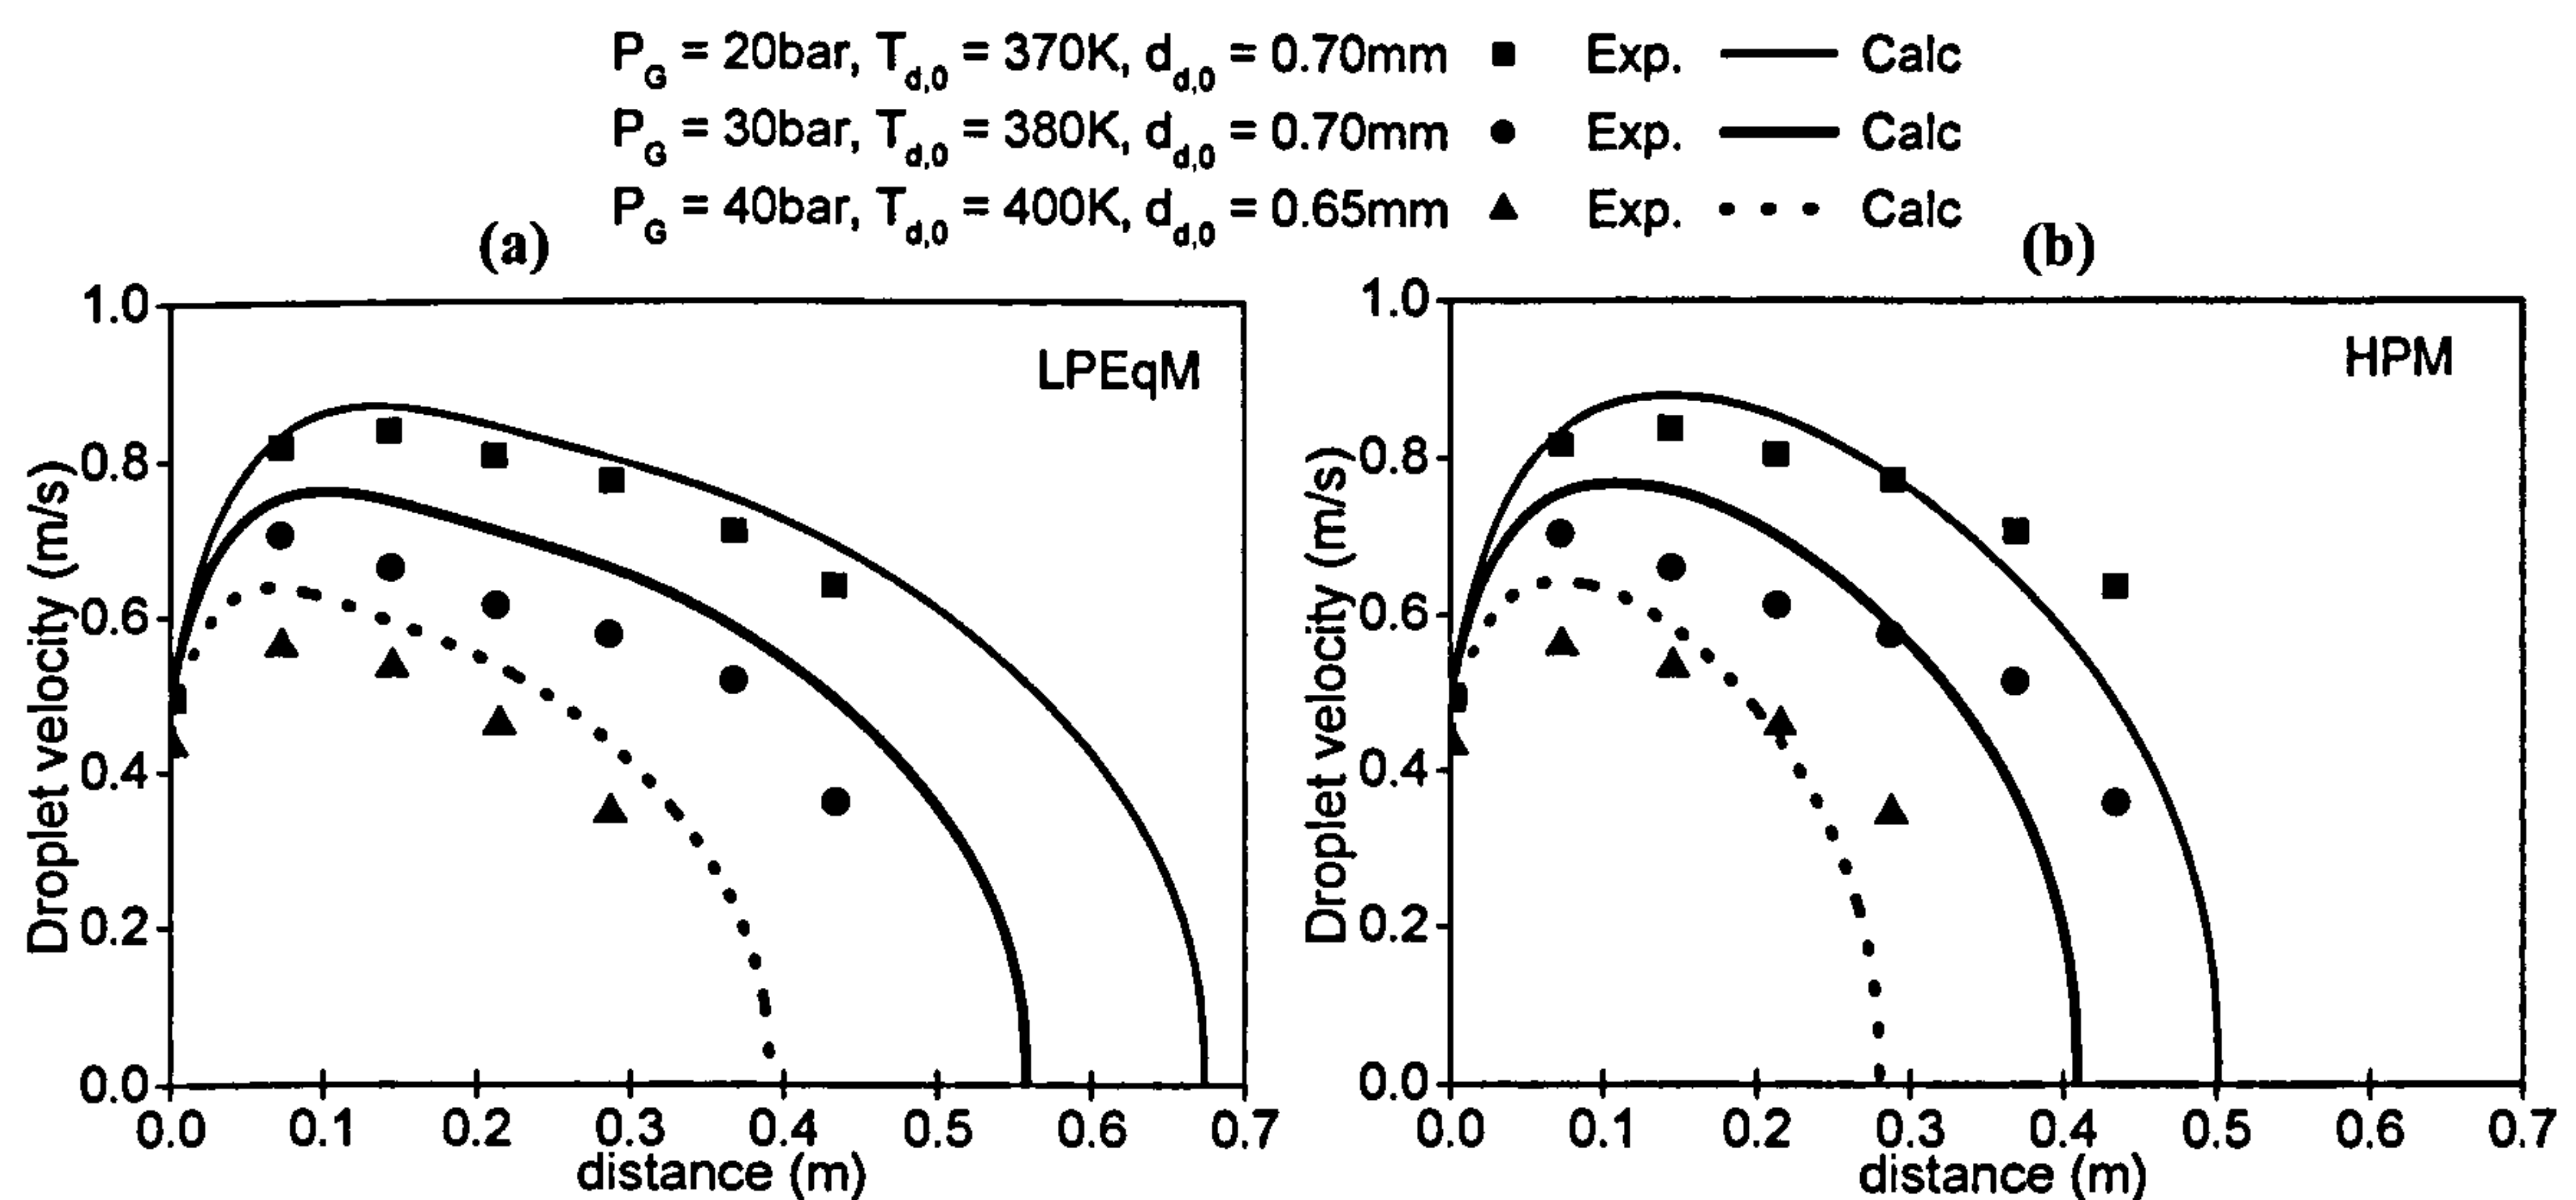 P_G = 20bar, T_d,0 = 370K, d_d,0 = 0.70mm ■ Exp. Calc
P_G = 30bar, T_d,0 = 380K, d_d,0 = 0.70mm ● Exp. Calc
P_G = 40bar, T_d,0 = 400K, d_d,0 = 0.65mm ▲ Exp. Calc
(a)
LPEqM
Droplet velocity (m/s)
1.0
0.8
0.6
0.4
0.2
0.0
0.0 0.1 0.2 0.3 0.4 0.5 0.6 0.7
distance (m)
(b)
HPM
Droplet velocity (m/s)
1.0
0.8
0.6
0.4
0.2
0.0
0.0 0.1 0.2 0.3 0.4 0.5 0.6 0.7
distance (m)